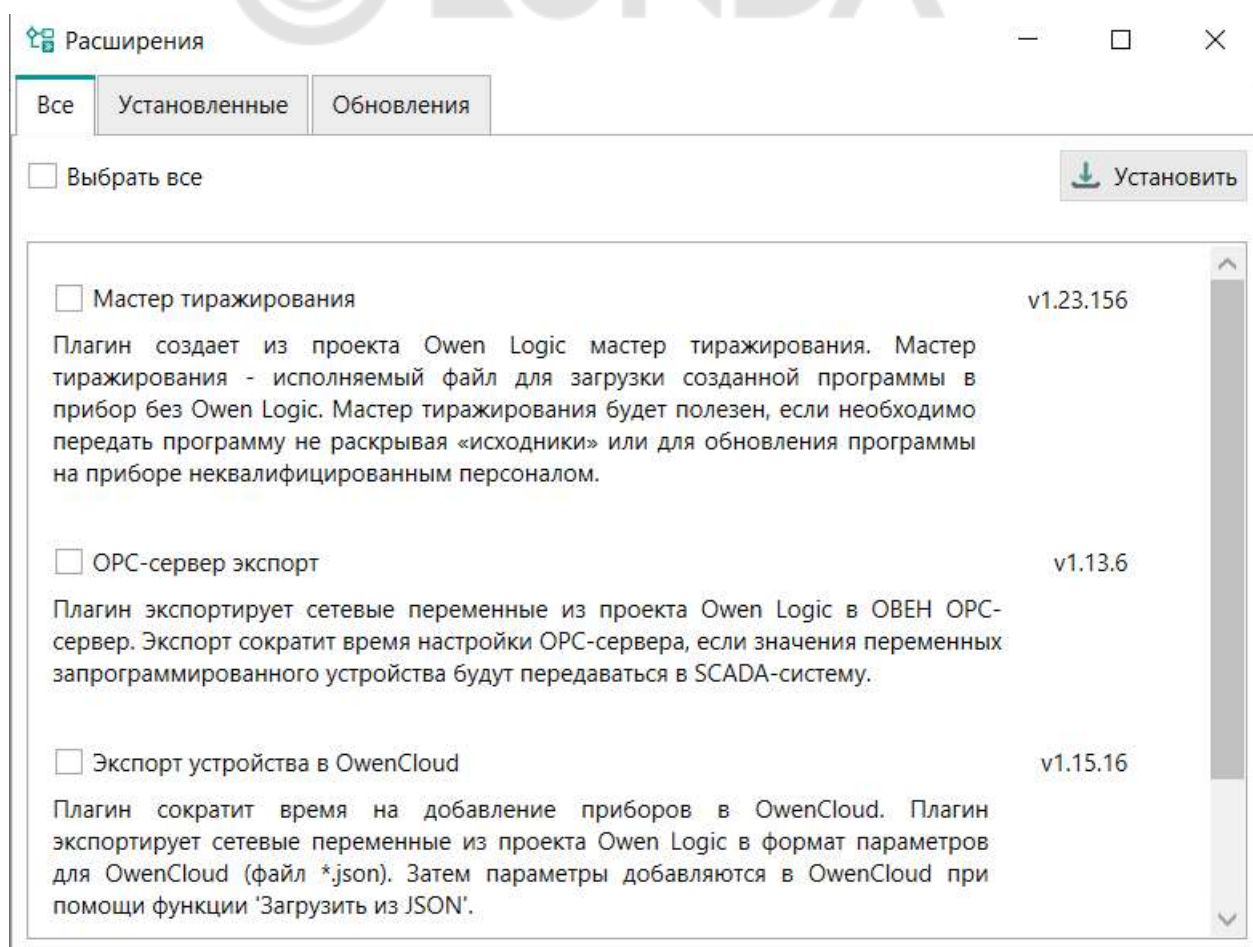 Расширения
Все Установленные Обновления
Выбрать все Установить
Мастер тиражирования v1.23.156
Плагин создает из проекта Owen Logic мастер тиражирования. Мастер
тиражирования - исполняемый файл для загрузки созданной программы в
прибор без Owen Logic. Мастер тиражирования будет полезен, если необходимо
передать программу не раскрывая «исходники» или для обновления программы
на приборе неквалифицированным персоналом.
OPC-сервер экспорт v1.13.6
Плагин экспортирует сетевые переменные из проекта Owen Logic в ОВЕН OPC-
сервер. Экспорт сократит время настройки OPC-сервера, если значения переменных
запрограммированного устройства будут передаваться в SCADA-систему.
Экспорт устройства в OwenCloud v1.15.16
Плагин сократит время на добавление приборов в OwenCloud. Плагин
экспортирует сетевые переменные из проекта Owen Logic в формат параметров
для OwenCloud (файл *.json). Затем параметры добавляются в OwenCloud при
помощи функции 'Загрузить из JSON'.